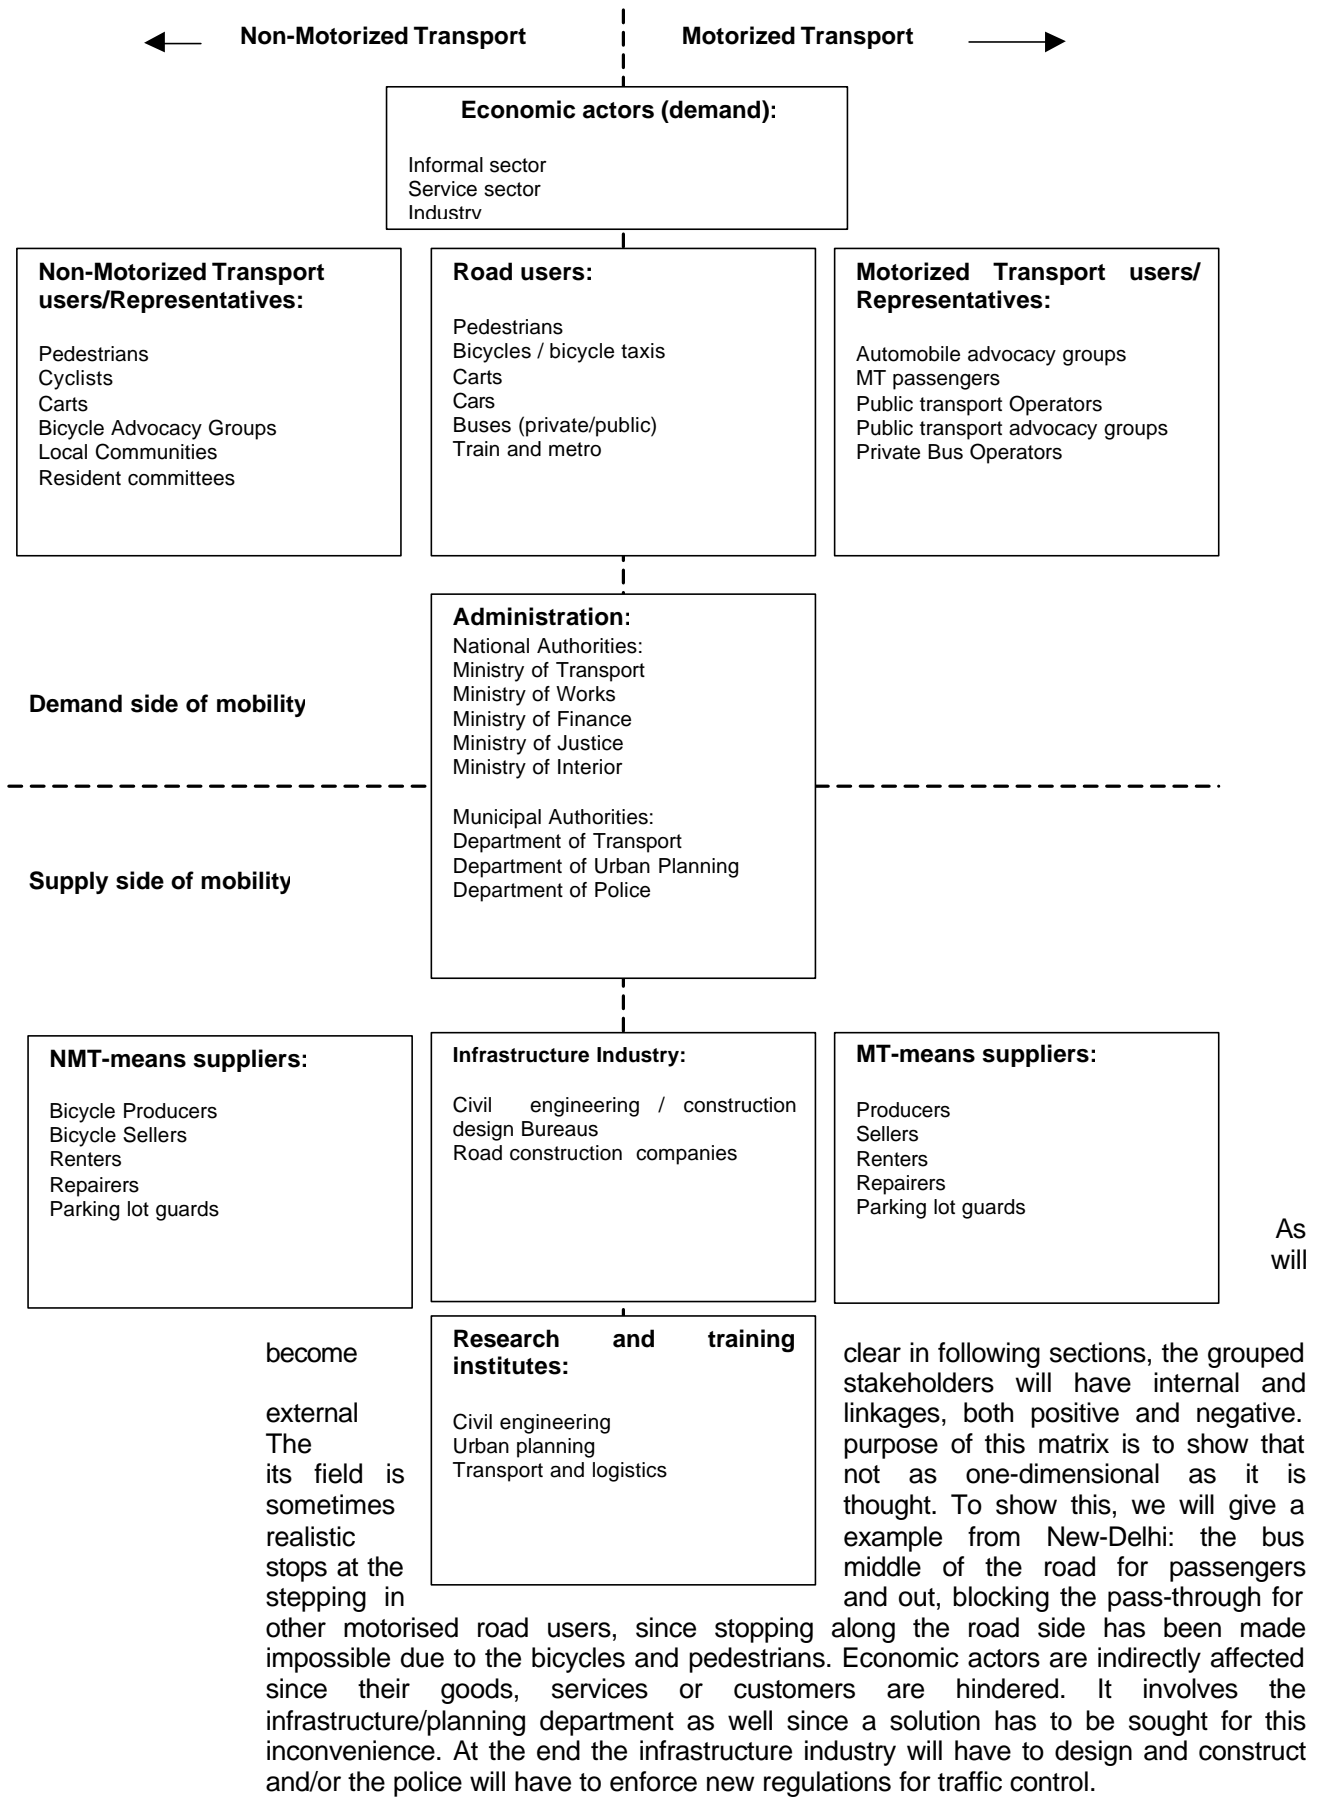 Non-Motorized Transport
Motorized Transport
Economic actors (demand):
Informal sector
Service sector
Industry
Non-Motorized Transport
users/Representatives:
Pedestrians
Cyclists
Carts
Bicycle Advocacy Groups
Local Communities
Resident committees
Road users:
Pedestrians
Bicycles / bicycle taxis
Carts
Cars
Buses (private/public)
Train and metro
Motorized Transport users/
Representatives:
Automobile advocacy groups
MT passengers
Public transport Operators
Public transport advocacy groups
Private Bus Operators
Demand side of mobility
Supply side of mobility
Administration:
National Authorities:
Ministry of Transport
Ministry of Works
Ministry of Finance
Ministry of Justice
Ministry of Interior
Municipal Authorities:
Department of Transport
Department of Urban Planning
Department of Police
NMT-means suppliers:
Bicycle Producers
Bicycle Sellers
Renters
Repairers
Parking lot guards
Infrastructure Industry:
Civil engineering / construction
design Bureaus
Road construction companies
MT-means suppliers:
Producers
Sellers
Renters
Repairers
Parking lot guards
Research and training
institutes:
Civil engineering
Urban planning
Transport and logistics
As
will
become clear in following sections, the grouped
stakeholders will have internal and
external linkages, both positive and negative.
The purpose of this matrix is to show that
its field is not as one-dimensional as it is
sometimes thought. To show this, we will give a
realistic example from New-Delhi: the bus
stops at the middle of the road for passengers
stepping in and out, blocking the pass-through for
other motorised road users, since stopping along the road side has been made
impossible due to the bicycles and pedestrians. Economic actors are indirectly affected
since their goods, services or customers are hindered. It involves the
infrastructure/planning department as well since a solution has to be sought for this
inconvenience. At the end the infrastructure industry will have to design and construct
and/or the police will have to enforce new regulations for traffic control.